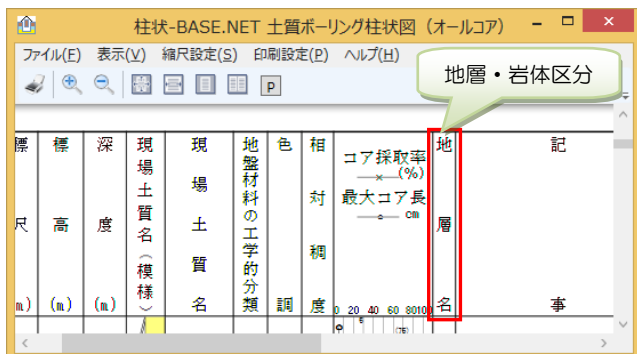 柱状-BASE.NET 土質ボーリング柱状図（オールコア）
ファイル(F) 表示(V) 縮尺設定(S) 印刷設定(P) ヘルプ(H)
地層・岩体区分
P
標尺(m)
標高(m)
深度(m)
現場土質名（模様）
現場土質名
地盤材料の工学的分類
色調
相対稠度
コア採取率
(%)
最大コア長
cm
0 20 40 60 80100
地層名
記事
(75)